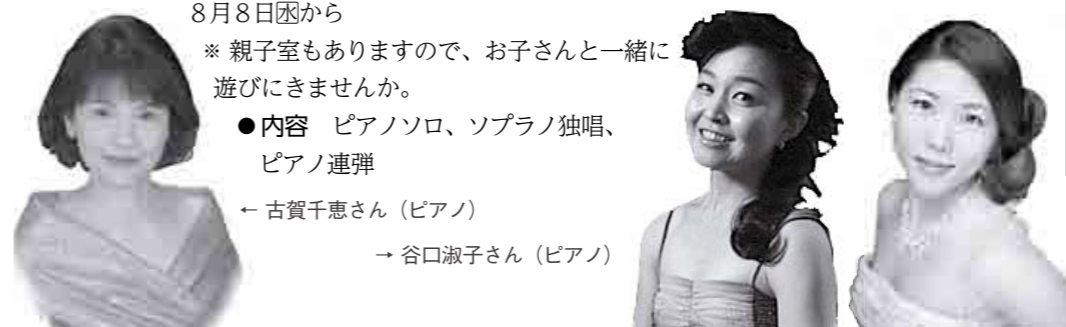 ８月８日㊌から
※ 親子室もありますので、お子さんと一緒に
遊びにきませんか。
●内容　ピアノソロ、ソプラノ独唱、
ピアノ連弾
← 古賀千恵さん（ピアノ）
→ 谷口淑子さん（ピアノ）